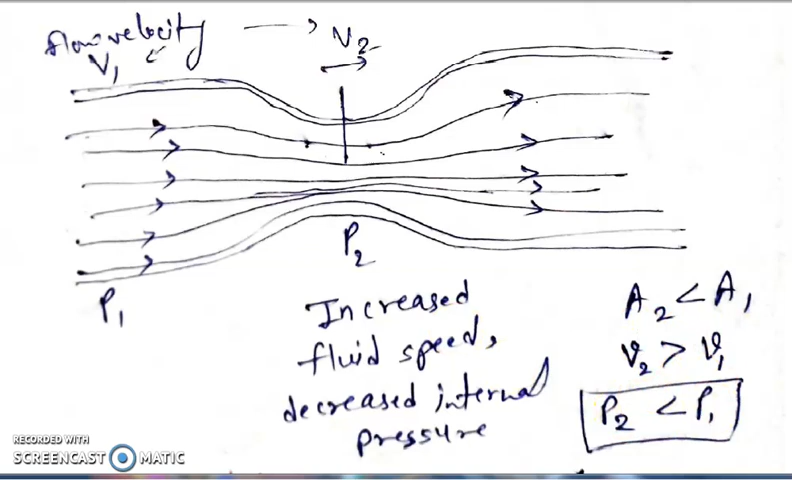 flow velocity → V2
V1
P2
P1
Increased
fluid speed,
decreased internal
pressure
A2 < A1
V2 > V1
P2 < P1
RECORDED WITH
SCREENCAST MATIC